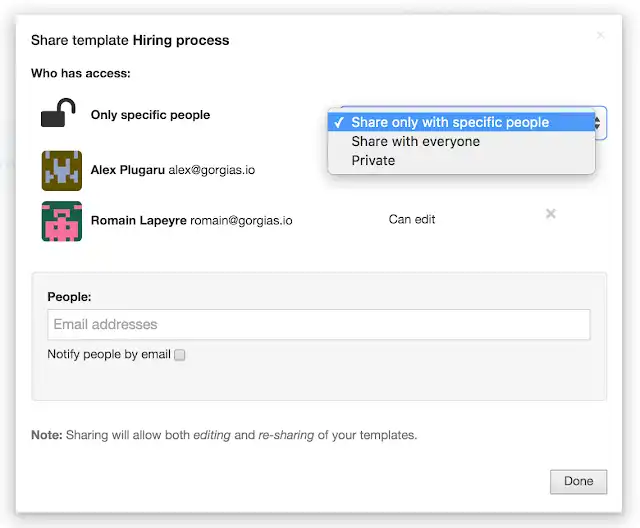 Share template Hiring process
×
Who has access:
Only specific people
✓ Share only with specific people
Share with everyone
Private
Alex Plugaru alex@gorgias.io
Romain Lapeyre romain@gorgias.io Can edit ×
People:
Email addresses
Notify people by email
Note: Sharing will allow both editing and re-sharing of your templates.
Done